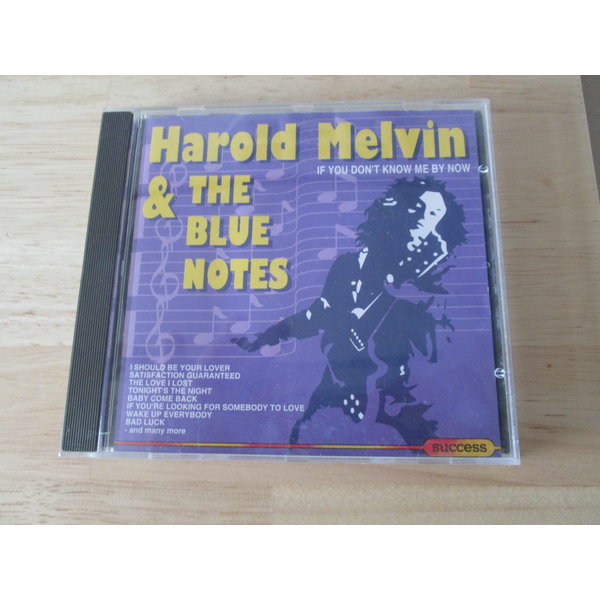 Harold Melvin
IF YOU DON'T KNOW ME BY NOW
& THE
BLUE
NOTES
I SHOULD BE YOUR LOVER
SATISFACTION GUARANTEED
THE LOVE I LOST
TONIGHT'S THE NIGHT
BABY COME BACK
IF YOU'RE LOOKING FOR SOMEBODY TO LOVE
WAKE UP EVERYBODY
BAD LUCK
- and many more
success